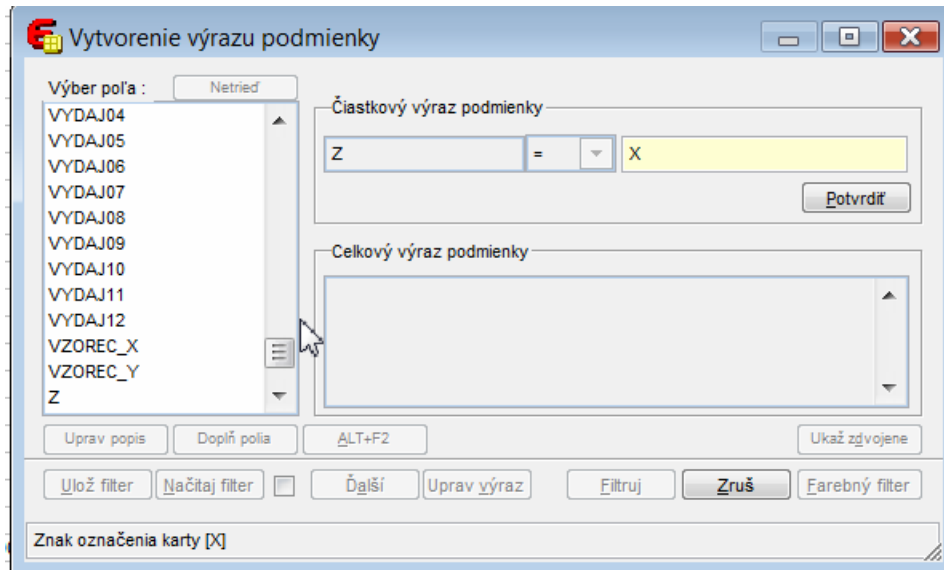 Vytvorenie výrazu podmienky
Výber poľa :
Netrieď
VYDAJ04
VYDAJ05
VYDAJ06
VYDAJ07
VYDAJ08
VYDAJ09
VYDAJ10
VYDAJ11
VYDAJ12
VZOREC_X
VZOREC_Y
Z
Čiastkový výraz podmienky
Z = X
Potvrdiť
Celkový výraz podmienky
Uprav popis Doplň polia ALT+F2 Ukaž zdvojene
Ulož filter Načítaj filter Ďalší Uprav výraz Filtruj Zruš Farebný filter
Znak označenia karty [X]